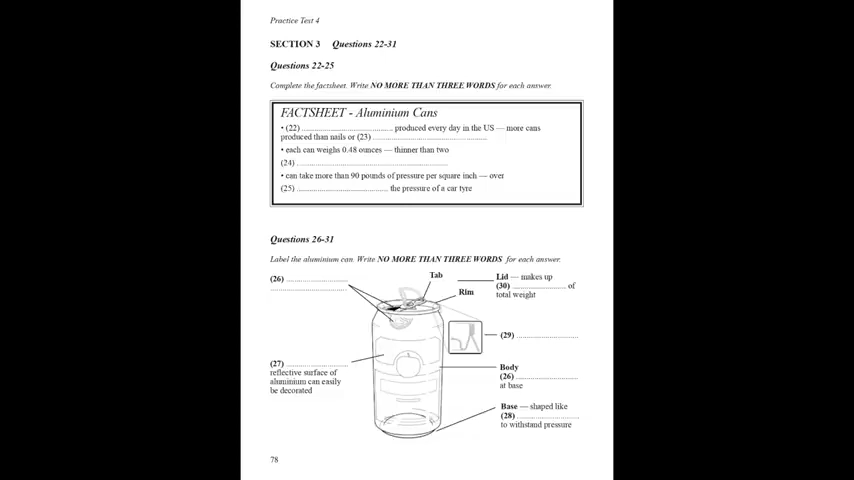 Practice Test 4
SECTION 3 Questions 22-31
Questions 22-25
Complete the factsheet. Write NO MORE THAN THREE WORDS for each answer.
FACTSHEET - Aluminium Cans
• (22) ........................................ produced every day in the US — more cans
produced than nails or (23) ..................................................
• each can weighs 0.48 ounces — thinner than two
(24) ..................................................................
• can take more than 90 pounds of pressure per square inch — over
(25) ........................................ the pressure of a car tyre
Questions 26-31
Label the aluminium can. Write NO MORE THAN THREE WORDS for each answer.
(26) ............................
..................................
Tab
Rim
Lid — makes up
(30) ........................ of
total weight
(29) ............................
(27) ............................
reflective surface of
aluminium can easily
be decorated
Body
(26) ............................
at base
Base — shaped like
(28) ............................
to withstand pressure
78